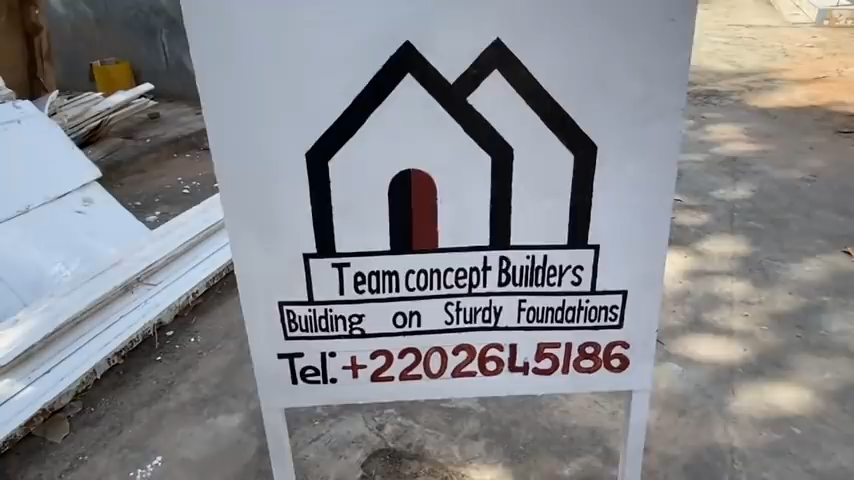 Team concept Builders
Building on Sturdy Foundations
Tel: +2202645186